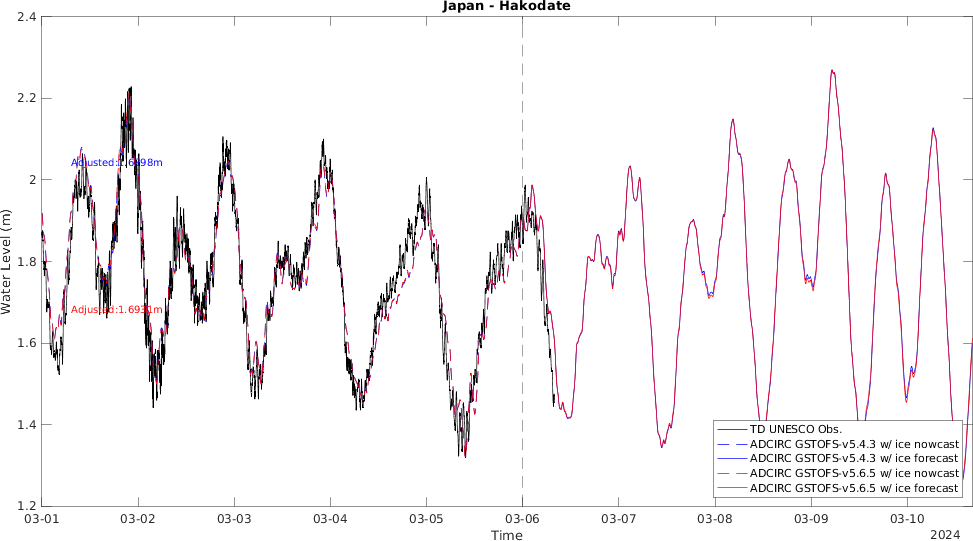 Japan - Hakodate
2.4
2.2
2
1.8
1.6
1.4
1.2
Water Level (m)
Adjusted:1.6998m
Adjusted:1.6931m
TD UNESCO Obs.
ADCIRC GSTOFS-v5.4.3 w/ ice nowcast
ADCIRC GSTOFS-v5.4.3 w/ ice forecast
ADCIRC GSTOFS-v5.6.5 w/ ice nowcast
ADCIRC GSTOFS-v5.6.5 w/ ice forecast
03-01 03-02 03-03 03-04 03-05 03-06 03-07 03-08 03-09 03-10
Time
2024